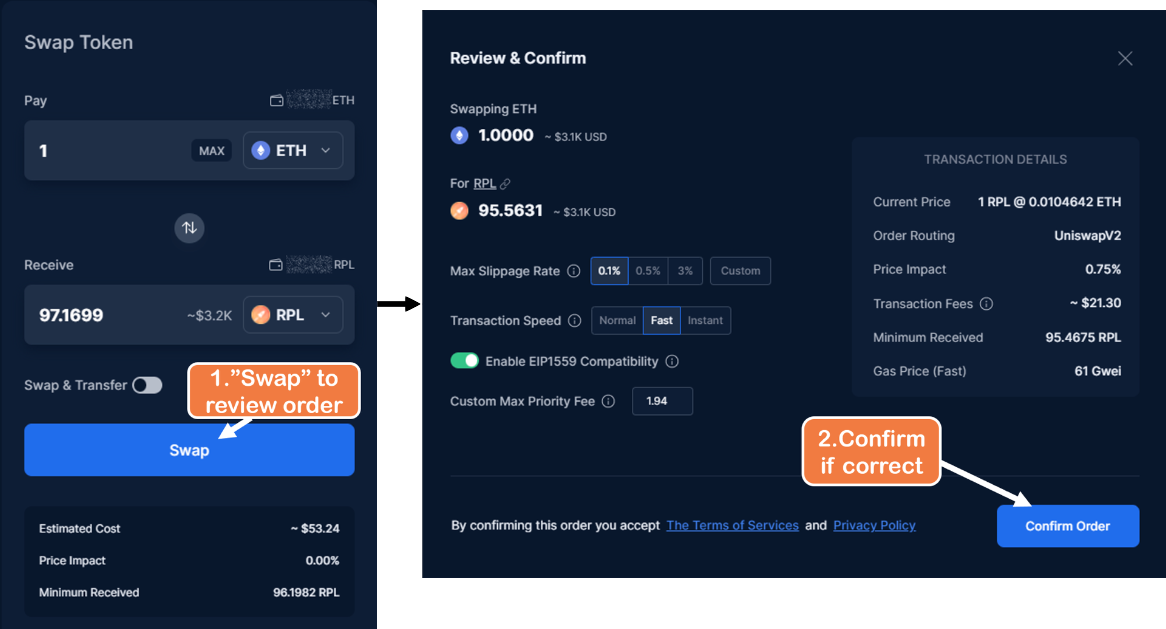 Swap Token
Pay
ETH
1
MAX
ETH
Receive
RPL
97.1699
~$3.2K
RPL
Swap & Transfer
1."Swap" to
review order
Swap
Estimated Cost ~ $53.24
Price Impact 0.00%
Minimum Received 96.1982 RPL
Review & Confirm
Swapping ETH
1.0000 ~ $3.1K USD
For RPL
95.5631 ~ $3.1K USD
Max Slippage Rate 0.1% 0.5% 3% Custom
Transaction Speed Normal Fast Instant
Enable EIP1559 Compatibility
Custom Max Priority Fee 1.94
TRANSACTION DETAILS
Current Price 1 RPL @ 0.0104642 ETH
Order Routing UniswapV2
Price Impact 0.75%
Transaction Fees ~ $21.30
Minimum Received 95.4675 RPL
Gas Price (Fast) 61 Gwei
2.Confirm
if correct
By confirming this order you accept The Terms of Services and Privacy Policy
Confirm Order